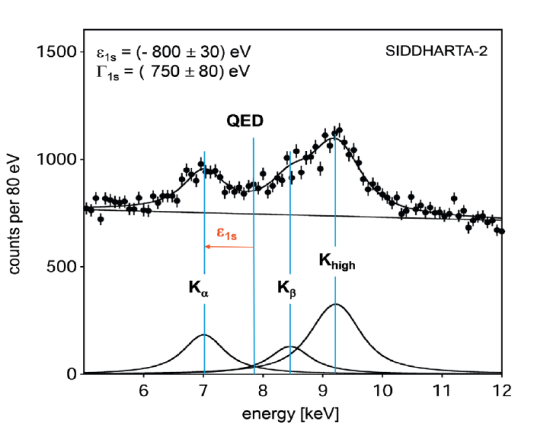 1500
1000
500
0
counts per 80 eV
ε1s = (- 800 ± 30) eV
Γ1s = ( 750 ± 80) eV
SIDDHARTA-2
QED
ε1s
Kα
Kβ
Khigh
6 7 8 9 10 11 12
energy [keV]